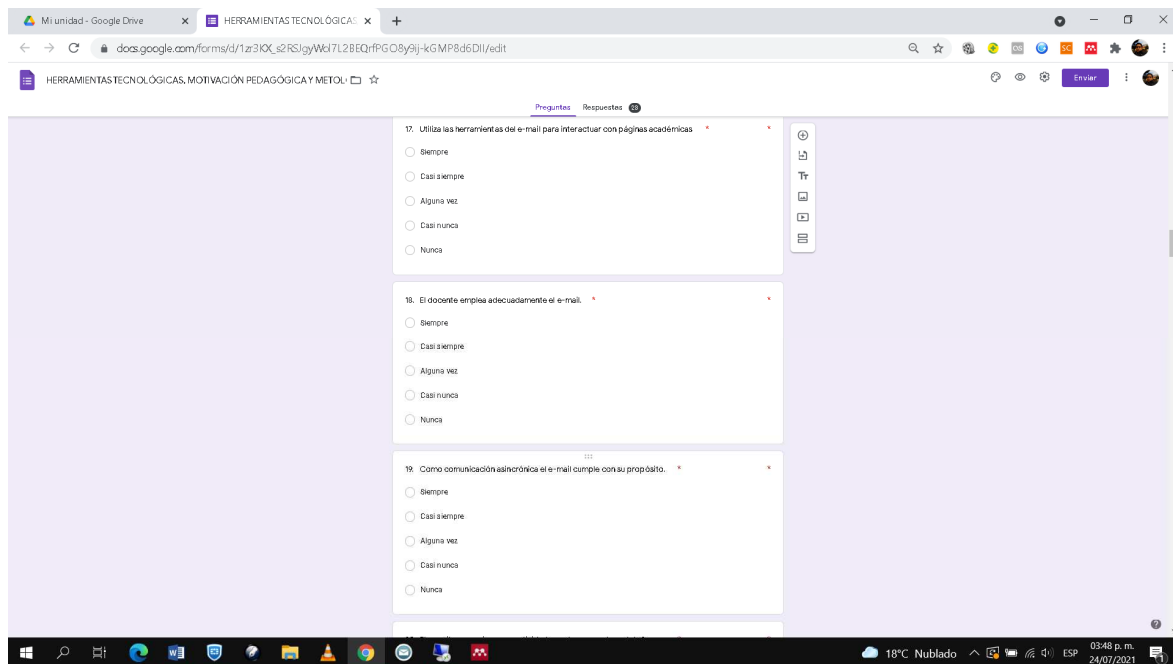 Mi unidad - Google Drive
HERRAMIENTAS TECNOLÓGICAS
docs.google.com/forms/d/1zr3KX_s2RSJgyWol7L2BEQrfPGO8y9ij-kGMP8d6DII/edit
HERRAMIENTAS TECNOLÓGICAS, MOTIVACIÓN PEDAGÓGICA Y METOL
Enviar
Preguntas Respuestas 23
17. Utiliza las herramientas del e-mail para interactuar con páginas académicas * *
Siempre
Casi siempre
Alguna vez
Casi nunca
Nunca
18. El docente emplea adecuadamente el e-mail. * *
Siempre
Casi siempre
Alguna vez
Casi nunca
Nunca
19. Como comunicación asincrónica el e-mail cumple con su propósito. * *
Siempre
Casi siempre
Alguna vez
Casi nunca
Nunca
18°C Nublado ESP 03:48 p. m.
24/07/2021